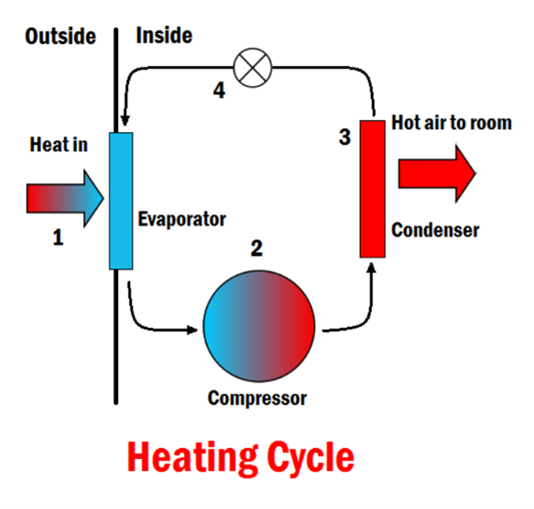 Outside
Inside
4
Heat in
3
Hot air to room
1
Evaporator
Condenser
2
Compressor
Heating Cycle